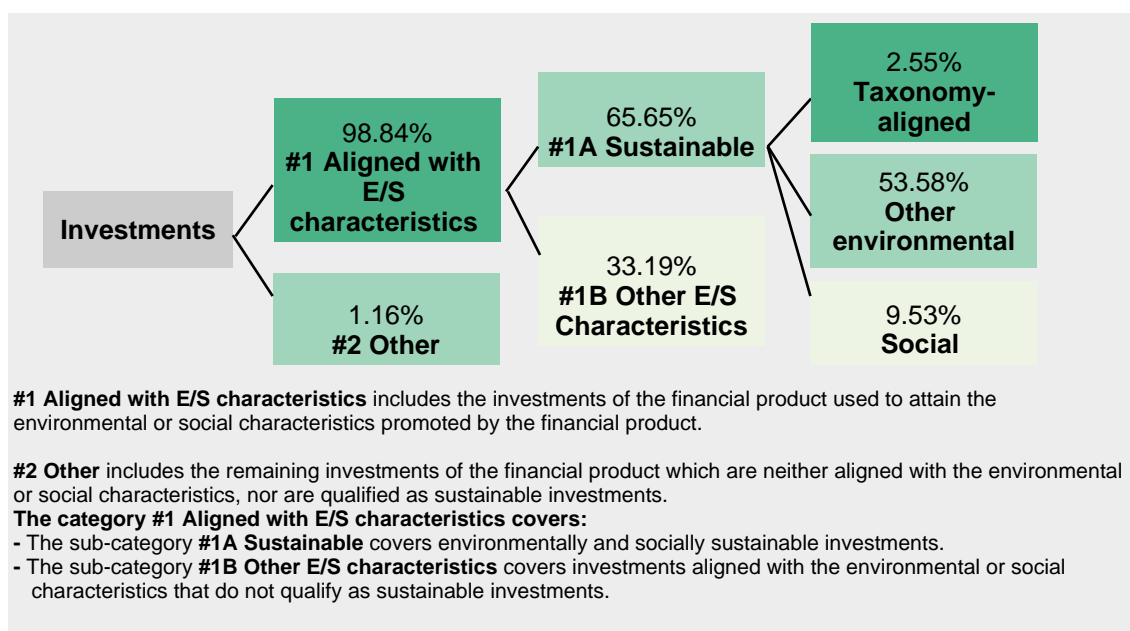 Investments
98.84%
#1 Aligned with
E/S
characteristics
1.16%
#2 Other
65.65%
#1A Sustainable
33.19%
#1B Other E/S
Characteristics
2.55%
Taxonomy-
aligned
53.58%
Other
environmental
9.53%
Social
#1 Aligned with E/S characteristics includes the investments of the financial product used to attain the
environmental or social characteristics promoted by the financial product.
#2 Other includes the remaining investments of the financial product which are neither aligned with the environmental
or social characteristics, nor are qualified as sustainable investments.
The category #1 Aligned with E/S characteristics covers:
- The sub-category #1A Sustainable covers environmentally and socially sustainable investments.
- The sub-category #1B Other E/S characteristics covers investments aligned with the environmental or social
characteristics that do not qualify as sustainable investments.